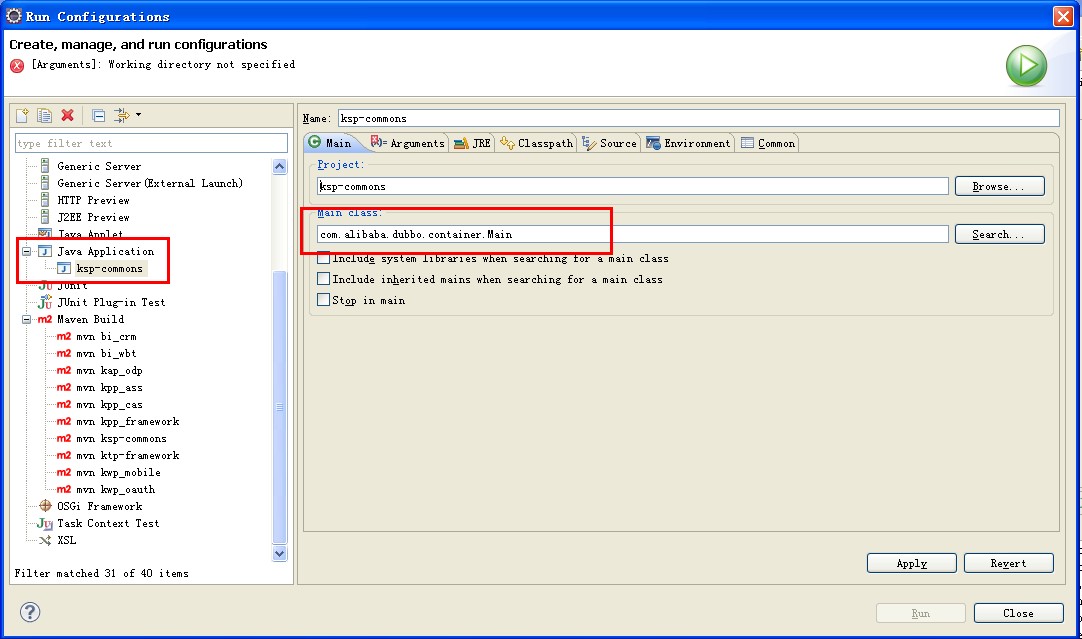 Run Configurations
Create, manage, and run configurations
[Arguments]: Working directory not specified
type filter text
Generic Server
Generic Server(External Launch)
HTTP Preview
J2EE Preview
Java Applet
Java Application
ksp-commons
JUnit
JUnit Plug-in Test
Maven Build
m2 mvn bi_crm
m2 mvn bi_wbt
m2 mvn kap_odp
m2 mvn kpp_ass
m2 mvn kpp_cas
m2 mvn kpp_framework
m2 mvn ksp-commons
m2 mvn ktp-framework
m2 mvn kwp_mobile
m2 mvn kwp_oauth
OSGi Framework
Task Context Test
XSL
Filter matched 31 of 40 items
Name: ksp-commons
Main Arguments JRE Classpath Source Environment Common
Project:
ksp-commons Browse...
Main class:
com.alibaba.dubbo.container.Main Search...
Include system libraries when searching for a main class
Include inherited mains when searching for a main class
Stop in main
Apply Revert
Run Close